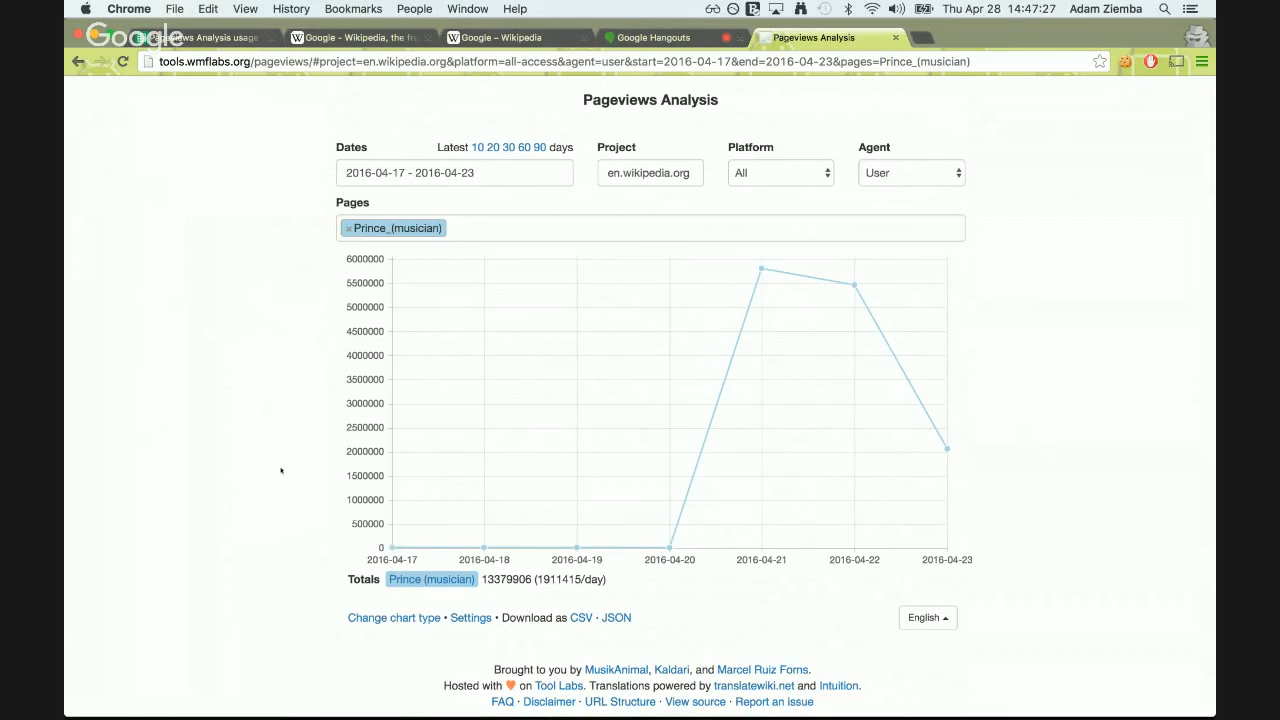 Chrome File Edit View History Bookmarks People Window Help Thu Apr 28 14:47:27 Adam Ziemba
Google
Pageviews Analysis usage Google – Wikipedia, the fre Google – Wikipedia Google Hangouts Pageviews Analysis
tools.wmflabs.org/pageviews/#project=en.wikipedia.org&platform=all-access&agent=user&start=2016-04-17&end=2016-04-23&pages=Prince_(musician)
Pageviews Analysis
Dates Latest 10 20 30 60 90 days Project Platform Agent
2016-04-17 - 2016-04-23 en.wikipedia.org All User
Pages
×Prince_(musician)
6000000
5500000
5000000
4500000
4000000
3500000
3000000
2500000
2000000
1500000
1000000
500000
0
2016-04-17 2016-04-18 2016-04-19 2016-04-20 2016-04-21 2016-04-22 2016-04-23
Totals Prince (musician) 13379906 (1911415/day)
Change chart type • Settings • Download as CSV · JSON English
Brought to you by MusikAnimal, Kaldari, and Marcel Ruiz Forns.
Hosted with on Tool Labs. Translations powered by translatewiki.net and Intuition.
FAQ · Disclaimer · URL Structure · View source · Report an issue